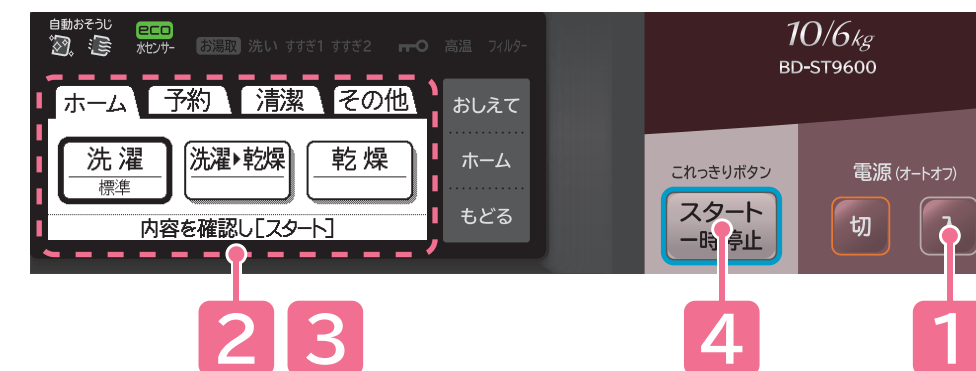 自動おそうじ
eco
水センサー お湯取 洗い すすぎ1 すすぎ2 高温 フィルター
ホーム 予約 清潔 その他
洗濯 洗濯▶乾燥 乾燥
標準
内容を確認し[スタート]
おしえて
ホーム
もどる
10/6kg
BD-ST9600
これっきりボタン
スタート
一時停止
電源(オートオフ)
切 入
2 3 4 1